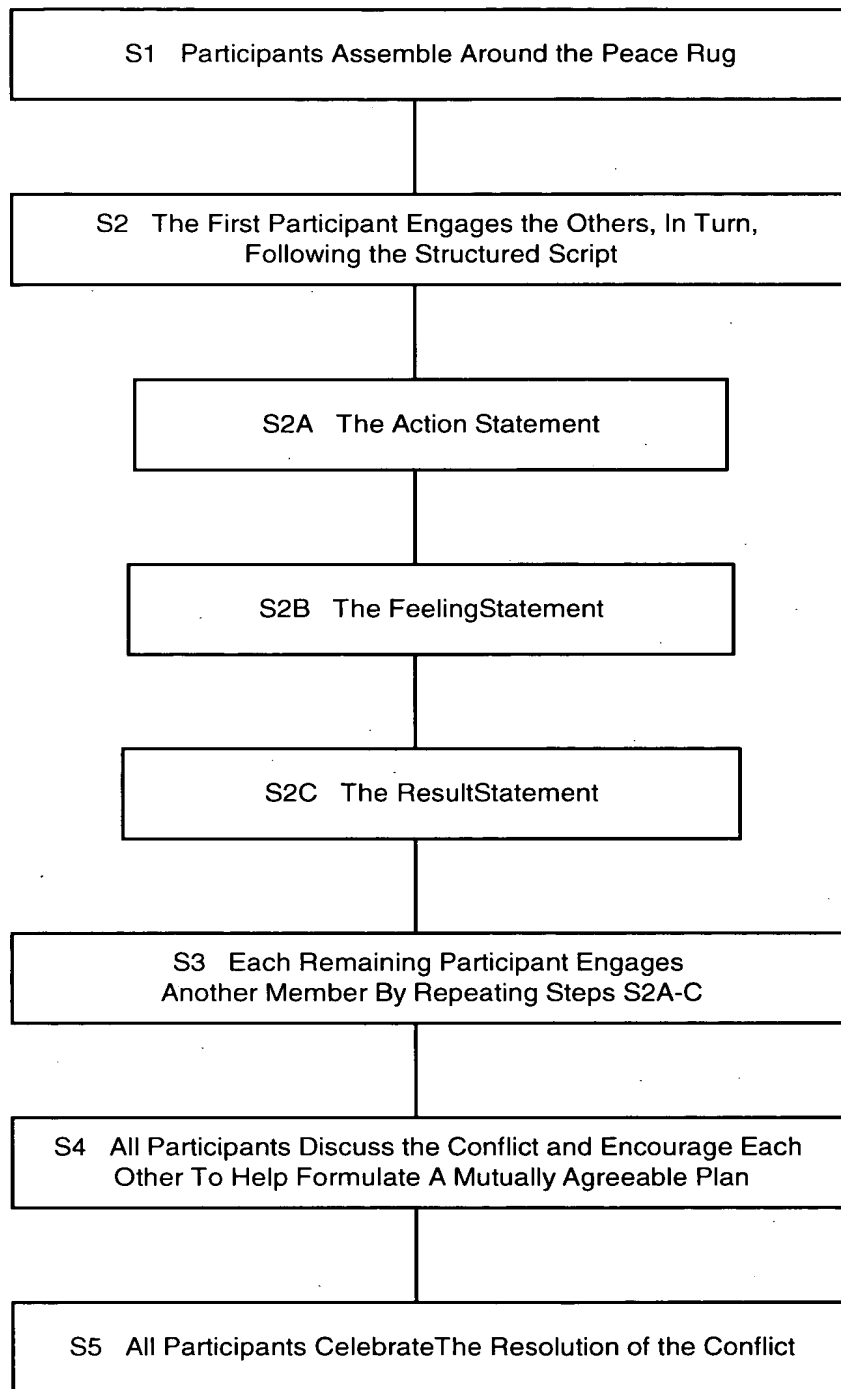 S1 Participants Assemble Around the Peace Rug
S2 The First Participant Engages the Others, In Turn,
Following the Structured Script
S2A The Action Statement
S2B The FeelingStatement
S2C The ResultStatement
S3 Each Remaining Participant Engages
Another Member By Repeating Steps S2A-C
S4 All Participants Discuss the Conflict and Encourage Each
Other To Help Formulate A Mutually Agreeable Plan
S5 All Participants CelebrateThe Resolution of the Conflict